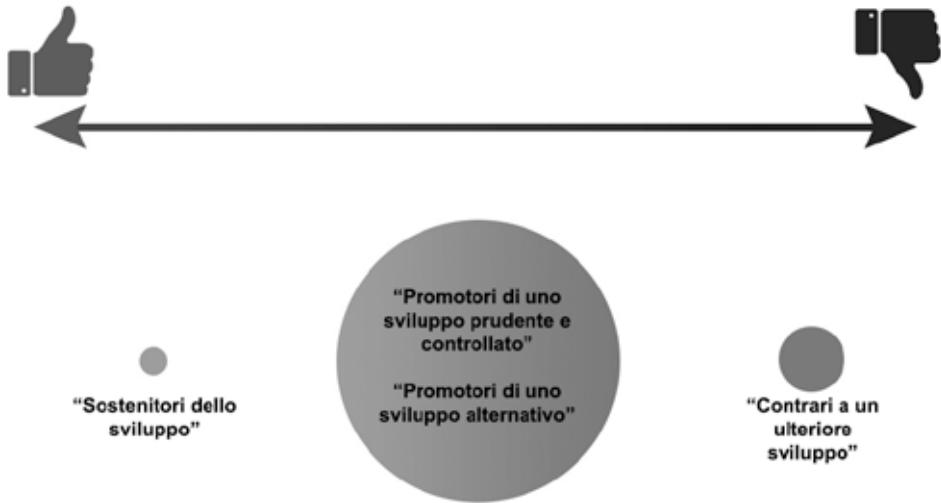 “Promotori di uno
sviluppo prudente e
controllato”
“Promotori di uno
sviluppo alternativo”
“Sostenitori dello
sviluppo”
“Contrari a un
ulteriore
sviluppo”